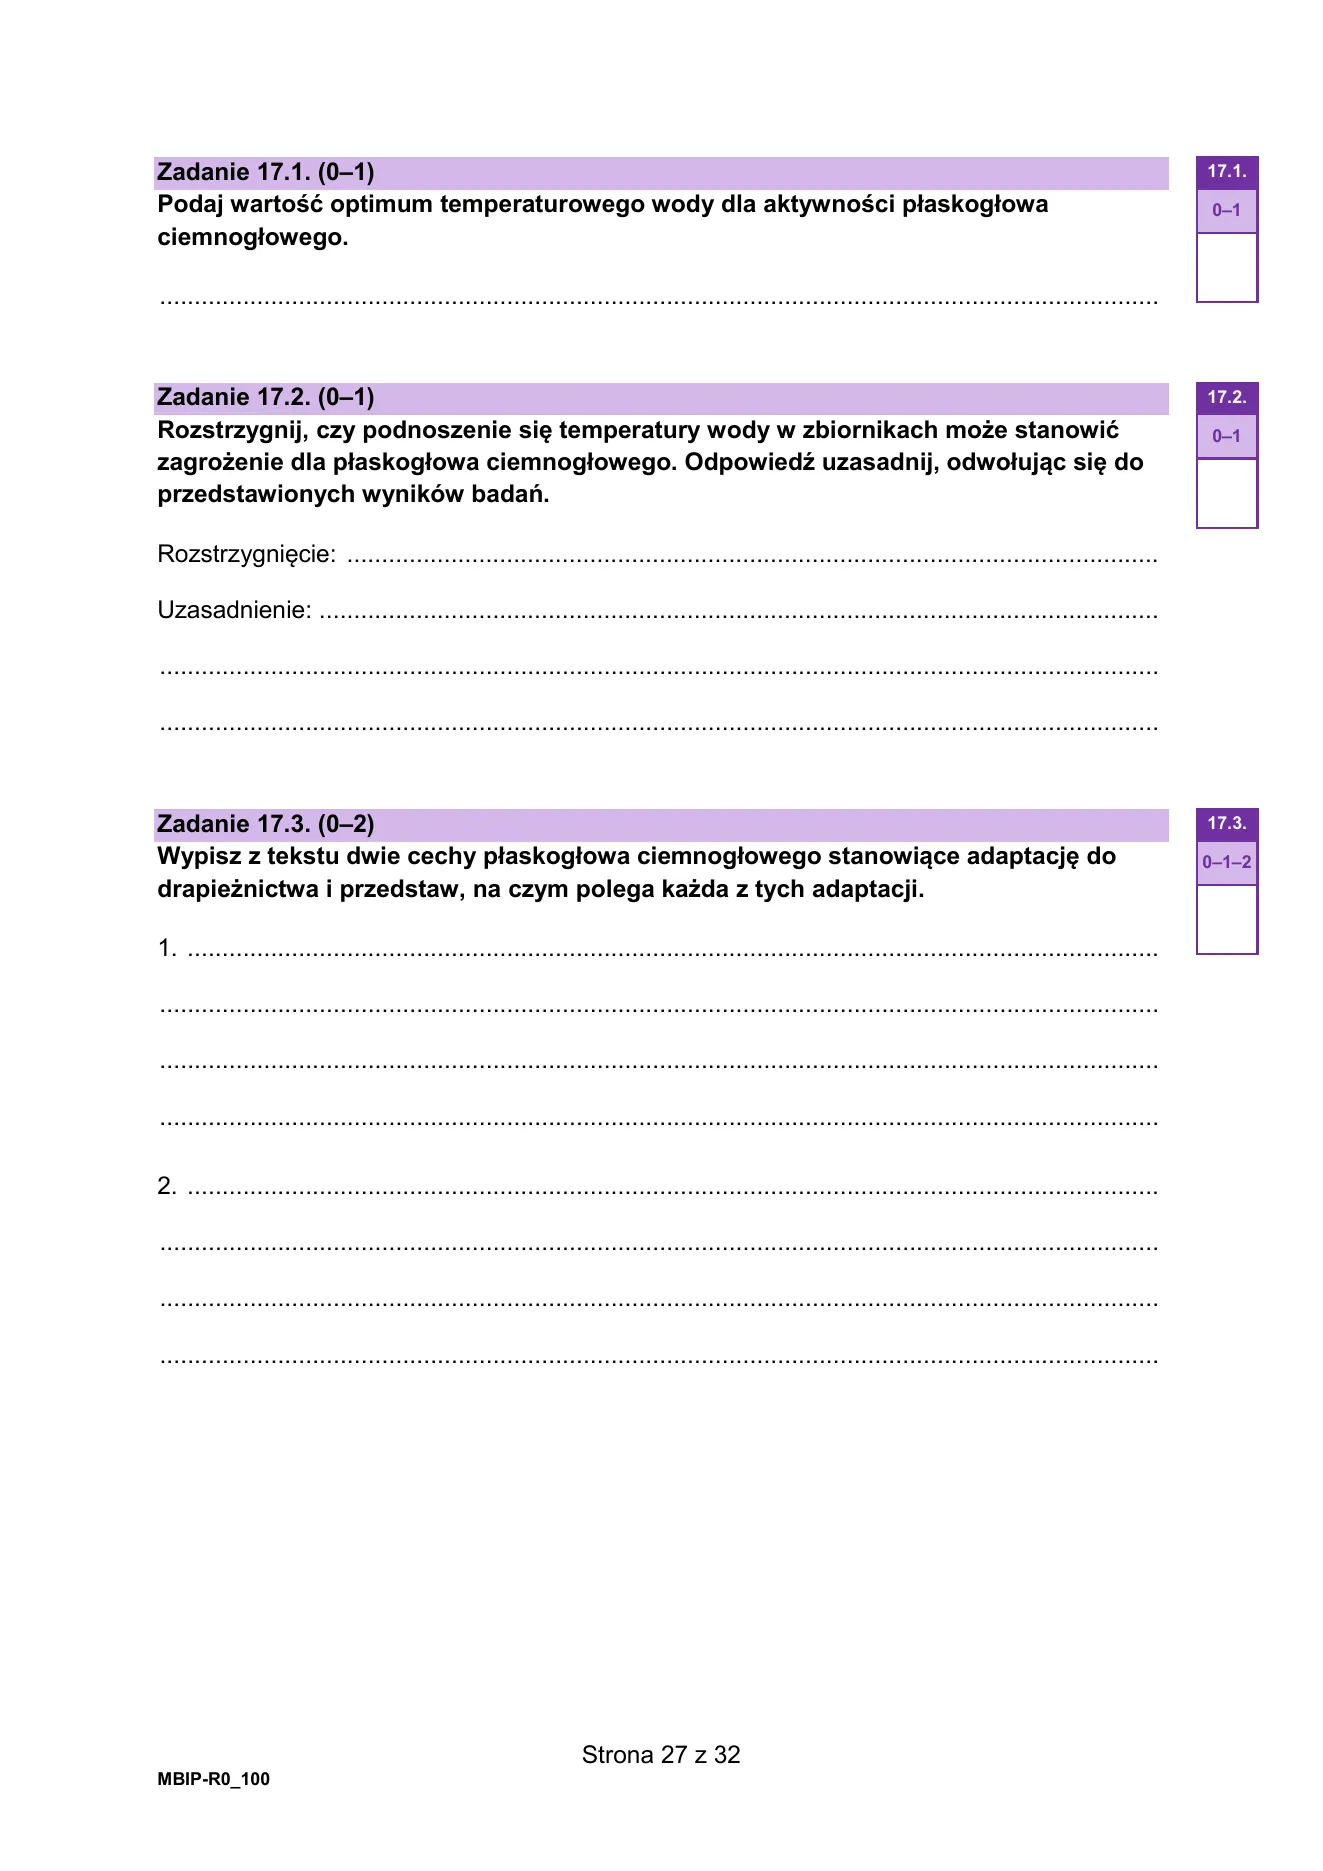 Zadanie 17.1. (0–1)
17.1.
Podaj wartość optimum temperaturowego wody dla aktywności płaskogłowa
0–1
ciemnogłowego.
....................................................................................................................................................
Zadanie 17.2. (0–1)
17.2.
Rozstrzygnij, czy podnoszenie się temperatury wody w zbiornikach może stanowić
0–1
zagrożenie dla płaskogłowa ciemnogłowego. Odpowiedź uzasadnij, odwołując się do
przedstawionych wyników badań.
Rozstrzygnięcie: ........................................................................................................................
Uzasadnienie: ............................................................................................................................
....................................................................................................................................................
....................................................................................................................................................
Zadanie 17.3. (0–2)
17.3.
Wypisz z tekstu dwie cechy płaskogłowa ciemnogłowego stanowiące adaptację do
0–1–2
drapieżnictwa i przedstaw, na czym polega każda z tych adaptacji.
1. ................................................................................................................................................
....................................................................................................................................................
....................................................................................................................................................
....................................................................................................................................................
2. ................................................................................................................................................
....................................................................................................................................................
....................................................................................................................................................
....................................................................................................................................................
Strona 27 z 32
MBIP-R0_100